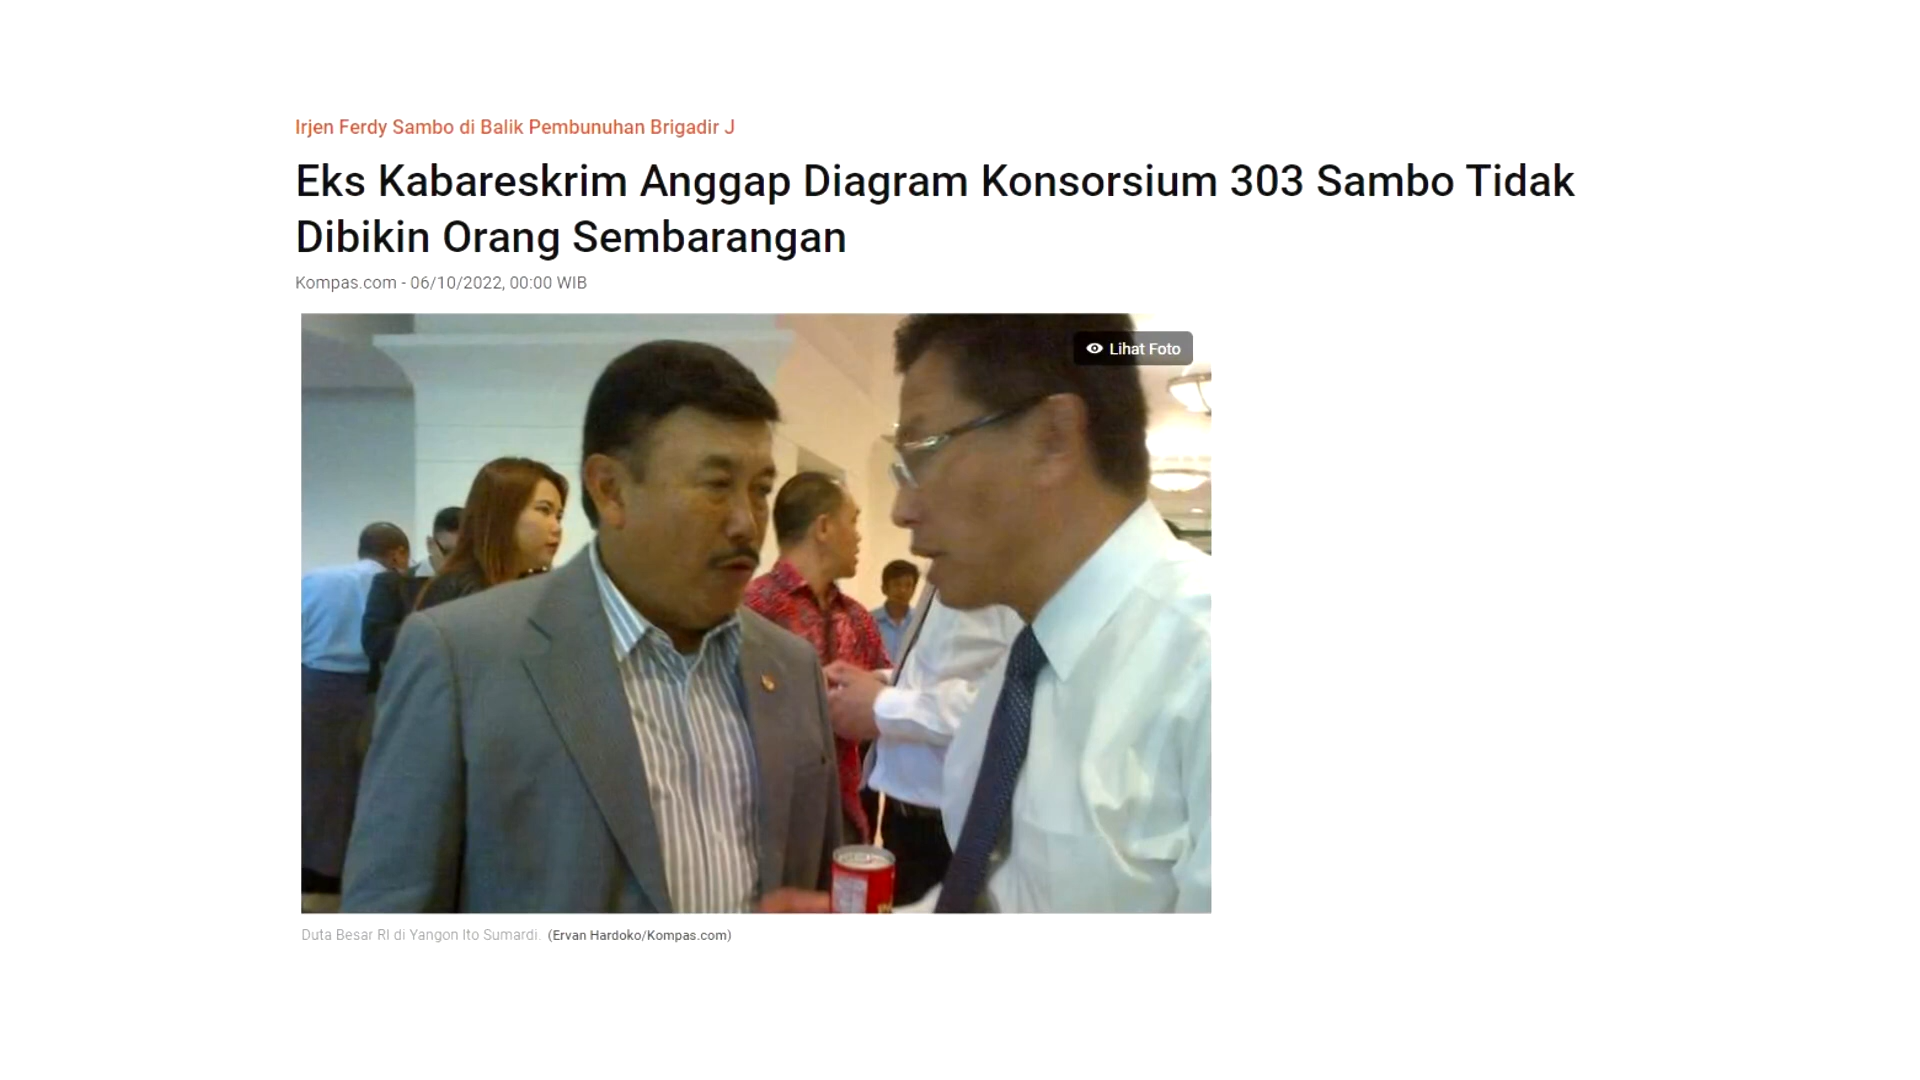 Irjen Ferdy Sambo di Balik Pembunuhan Brigadir J
Eks Kabareskrim Anggap Diagram Konsorsium 303 Sambo Tidak
Dibikin Orang Sembarangan
Kompas.com - 06/10/2022, 00:00 WIB
Lihat Foto
Duta Besar RI di Yangon Ito Sumardi. (Ervan Hardoko/Kompas.com)